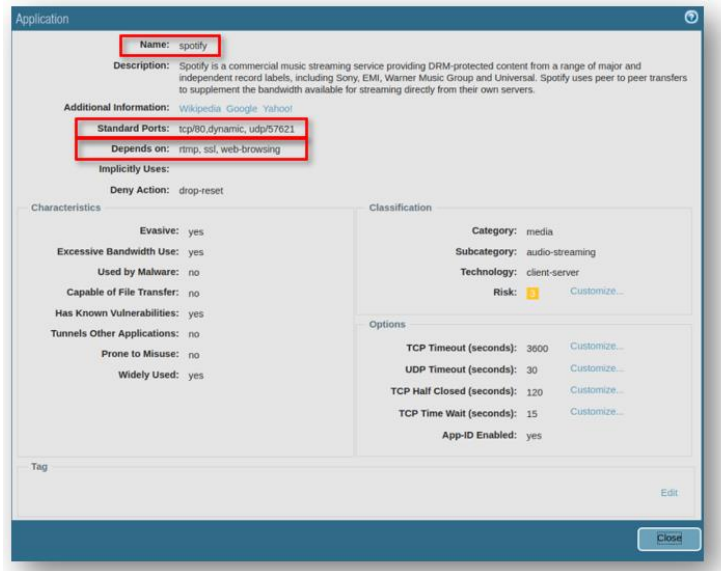 Application
Name: spotify
Description: Spotify is a commercial music streaming service providing DRM-protected content from a range of major and
independent record labels, including Sony, EMI, Warner Music Group and Universal. Spotify uses peer to peer transfers
to supplement the bandwidth available for streaming directly from their own servers.
Additional Information: Wikipedia Google Yahoo!
Standard Ports: tcp/80,dynamic, udp/57621
Depends on: rtmp, ssl, web-browsing
Implicitly Uses:
Deny Action: drop-reset
Characteristics
Evasive: yes
Excessive Bandwidth Use: yes
Used by Malware: no
Capable of File Transfer: no
Has Known Vulnerabilities: yes
Tunnels Other Applications: no
Prone to Misuse: no
Widely Used: yes
Classification
Category: media
Subcategory: audio-streaming
Technology: client-server
Risk: 3 Customize...
Options
TCP Timeout (seconds): 3600 Customize...
UDP Timeout (seconds): 30 Customize...
TCP Half Closed (seconds): 120 Customize...
TCP Time Wait (seconds): 15 Customize...
App-ID Enabled: yes
Tag
Edit
Close